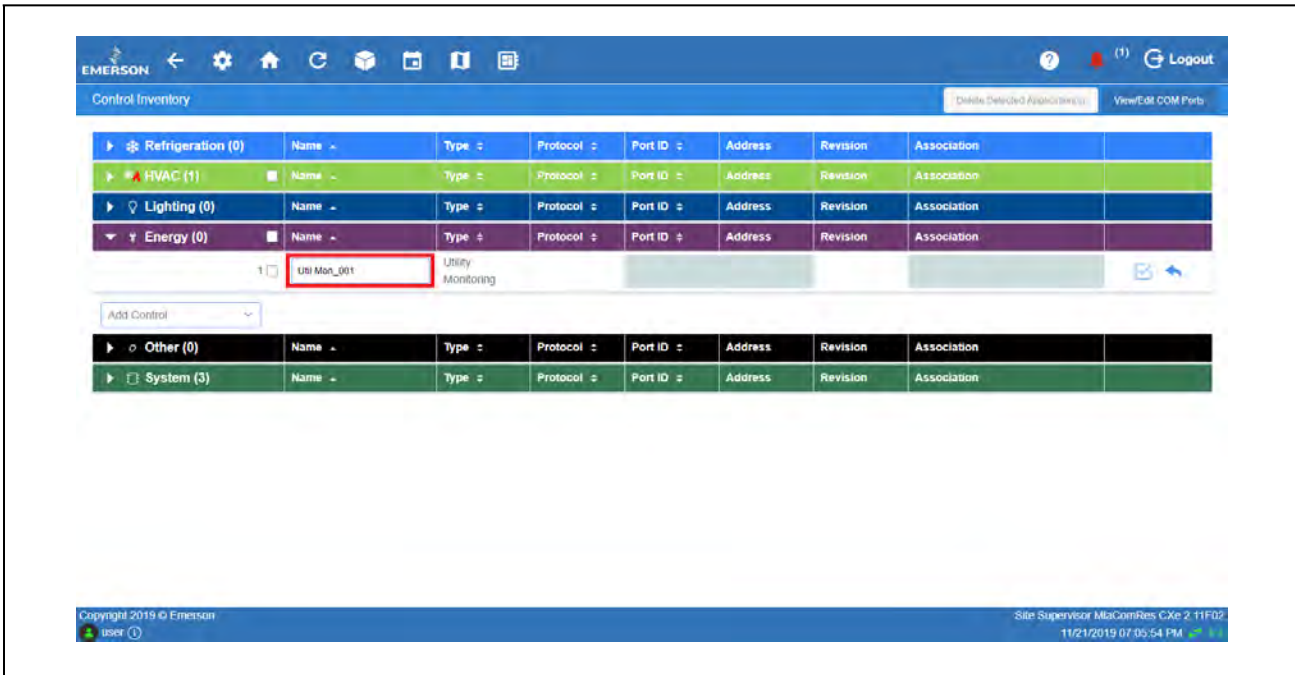 EMERSON
(1) Logout
Control Inventory
Delete Selected Application(s) View/Edit COM Ports
Refrigeration (0) Name Type Protocol Port ID Address Revision Association
HVAC (1) Name Type Protocol Port ID Address Revision Association
Lighting (0) Name Type Protocol Port ID Address Revision Association
Energy (0) Name Type Protocol Port ID Address Revision Association
1 Util Mon_001 Utility
Monitoring
Add Control
Other (0) Name Type Protocol Port ID Address Revision Association
System (3) Name Type Protocol Port ID Address Revision Association
Copyright 2019 © Emerson
Site Supervisor MlaComRes CXe 2.11F02
user
11/21/2019 07:05:54 PM